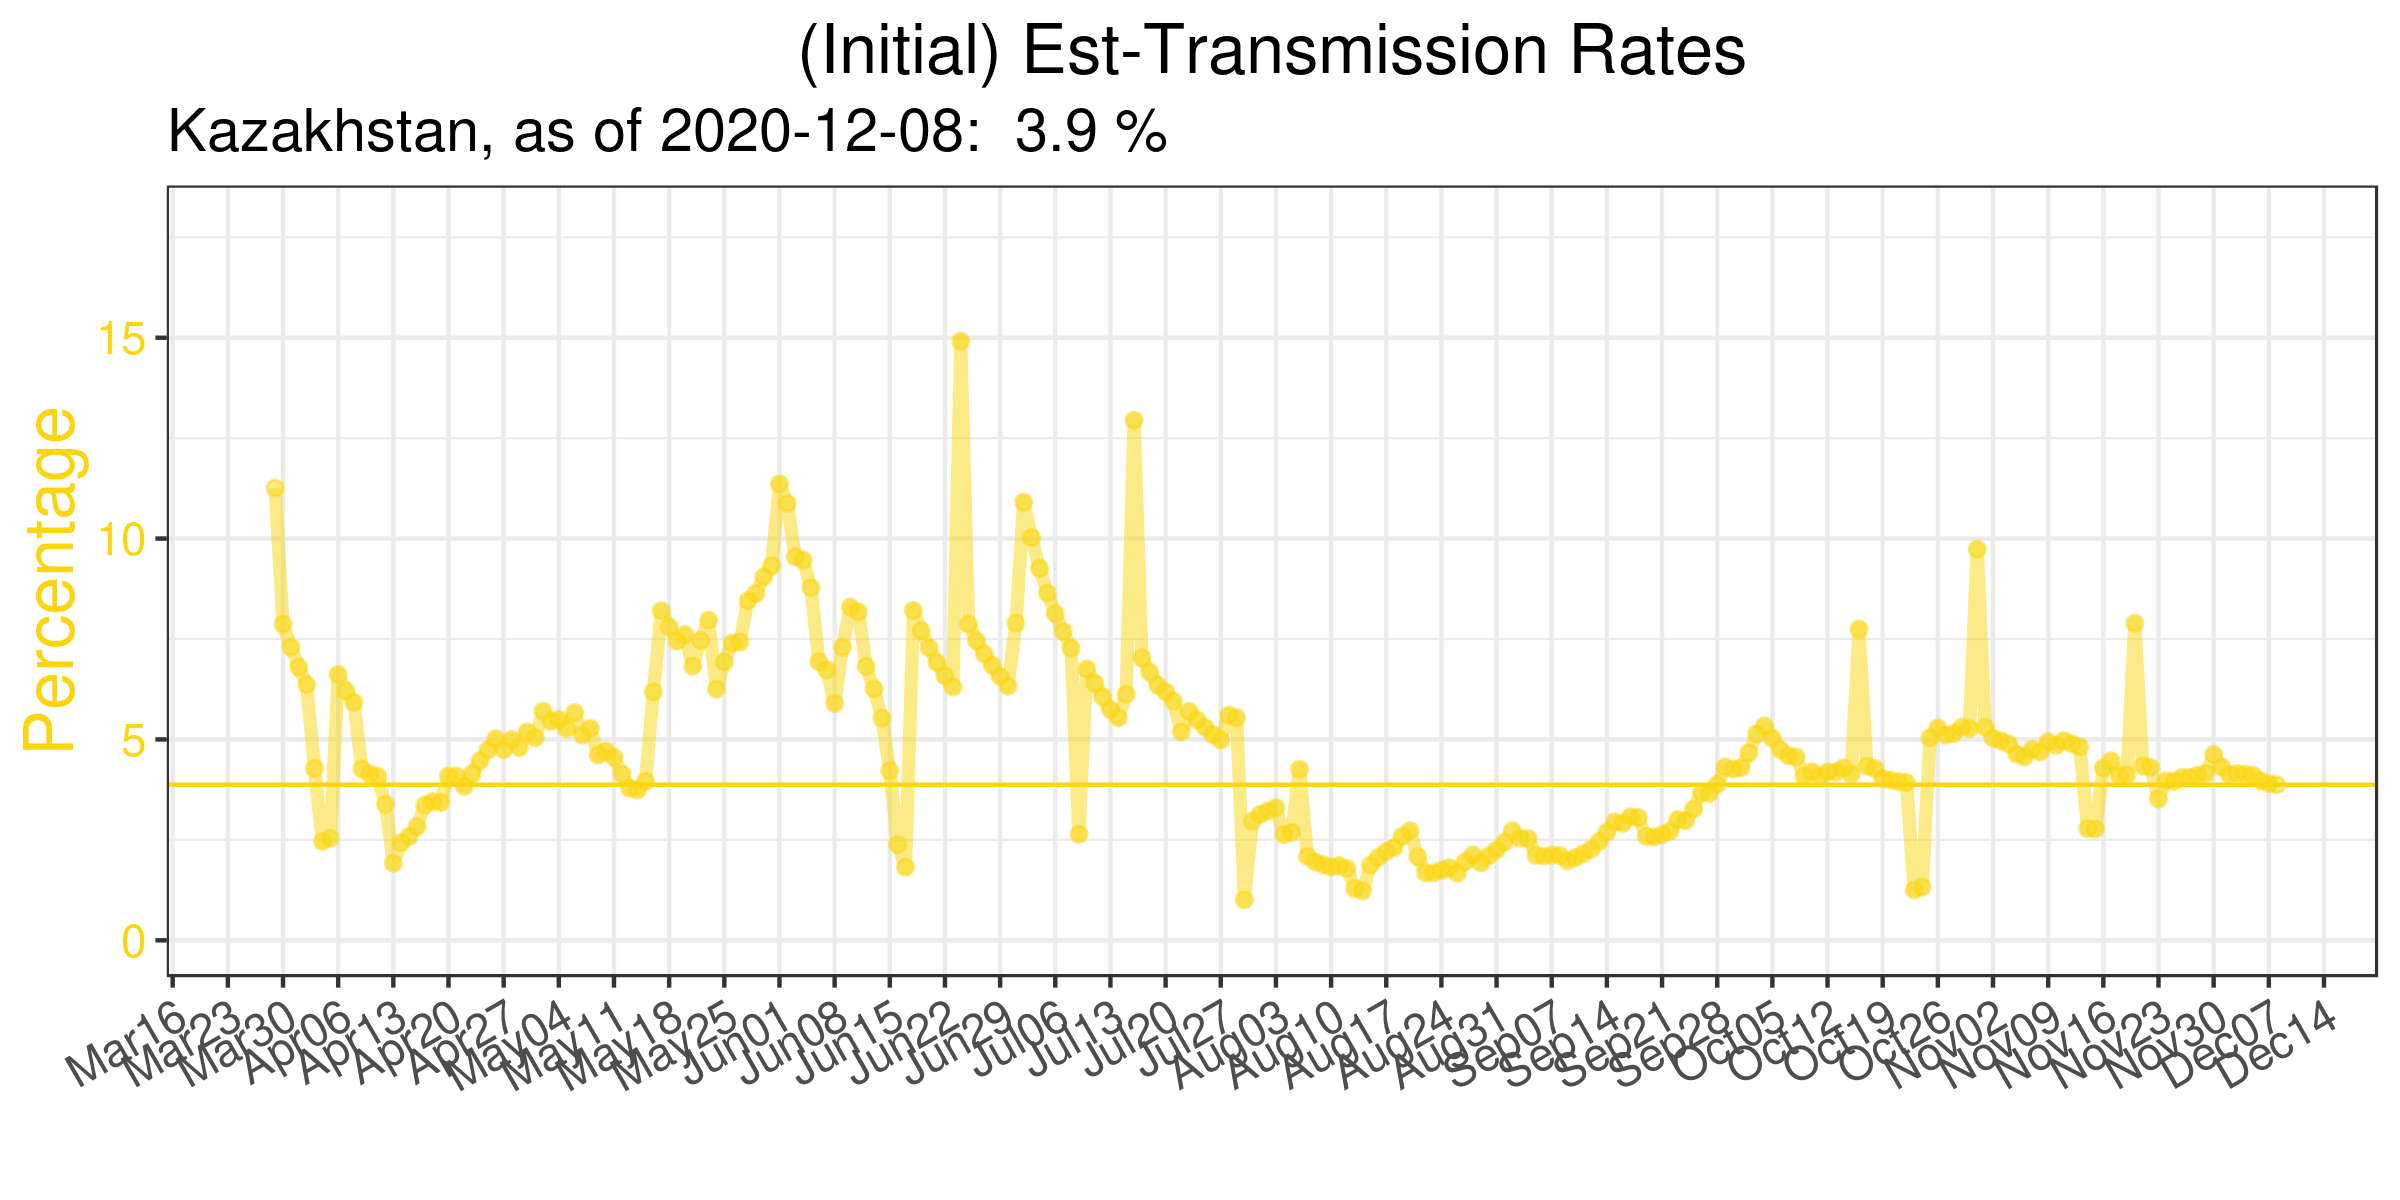 (Initial) Est-Transmission Rates
Kazakhstan, as of 2020-12-08:  3.9 %
Percentage
15
10
5
0
Mar16
Mar23
Mar30
Apr06
Apr13
Apr20
Apr27
May04
May11
May18
May25
Jun01
Jun08
Jun15
Jun22
Jun29
Jul06
Jul13
Jul20
Jul27
Aug03
Aug10
Aug17
Aug24
Aug31
Sep07
Sep14
Sep21
Sep28
Oct05
Oct12
Oct19
Oct26
Nov02
Nov09
Nov16
Nov23
Nov30
Dec07
Dec14